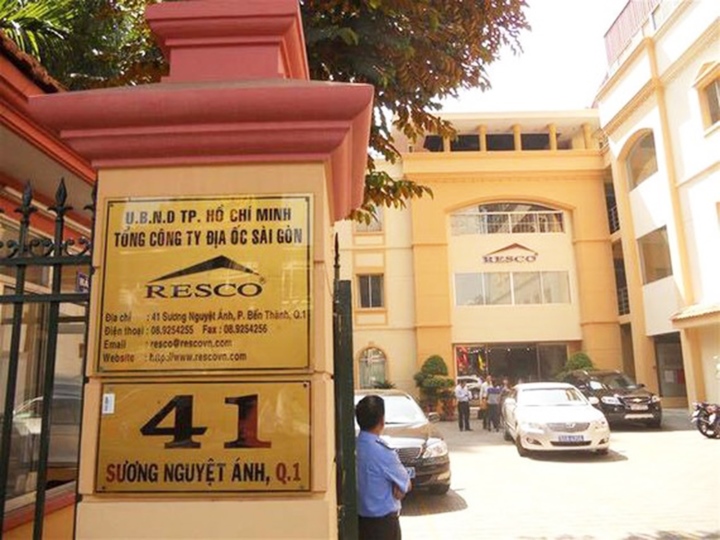 U.B.N.D TP. HỒ CHÍ MINH
TỔNG CÔNG TY ĐỊA ỐC SÀI GÒN
RESCO®
Địa chỉ : 41 Sương Nguyệt Ánh, P. Bến Thành, Q.1
Điện thoại : 08.9254255 Fax : 08.9254256
Email : resco@rescovn.com
Website : http://www.rescovn.com
41
SƯƠNG NGUYỆT ÁNH, Q.1
RESCO